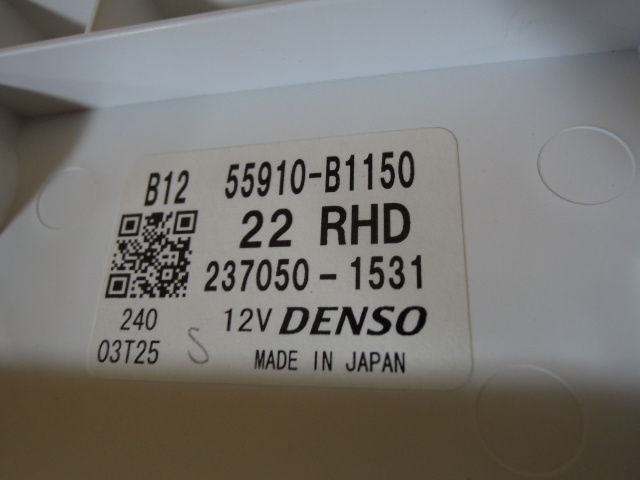 B12 55910-B1150
22 RHD
237050-1531
240 12V DENSO
03T25 S MADE IN JAPAN